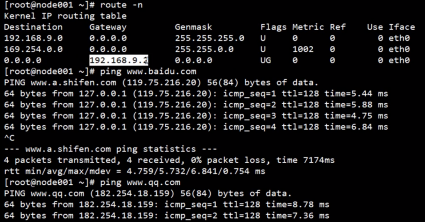 [root@node001 ~]# route -n
Kernel IP routing table
Destination Gateway Genmask Flags Metric Ref Use Iface
192.168.9.0 0.0.0.0 255.255.255.0 U 0 0 0 eth0
169.254.0.0 0.0.0.0 255.255.0.0 U 1002 0 0 eth0
0.0.0.0 192.168.9.2 0.0.0.0 UG 0 0 0 eth0
[root@node001 ~]# ping www.baidu.com
PING www.a.shifen.com (119.75.216.20) 56(84) bytes of data.
64 bytes from 127.0.0.1 (119.75.216.20): icmp_seq=1 ttl=128 time=5.44 ms
64 bytes from 127.0.0.1 (119.75.216.20): icmp_seq=2 ttl=128 time=5.88 ms
64 bytes from 127.0.0.1 (119.75.216.20): icmp_seq=3 ttl=128 time=4.75 ms
64 bytes from 127.0.0.1 (119.75.216.20): icmp_seq=4 ttl=128 time=6.84 ms
^C
--- www.a.shifen.com ping statistics ---
4 packets transmitted, 4 received, 0% packet loss, time 7174ms
rtt min/avg/max/mdev = 4.759/5.732/6.841/0.754 ms
[root@node001 ~]# ping www.qq.com
PING www.qq.com (182.254.18.159) 56(84) bytes of data.
64 bytes from 182.254.18.159: icmp_seq=1 ttl=128 time=8.78 ms
64 bytes from 182.254.18.159: icmp_seq=2 ttl=128 time=7.36 ms